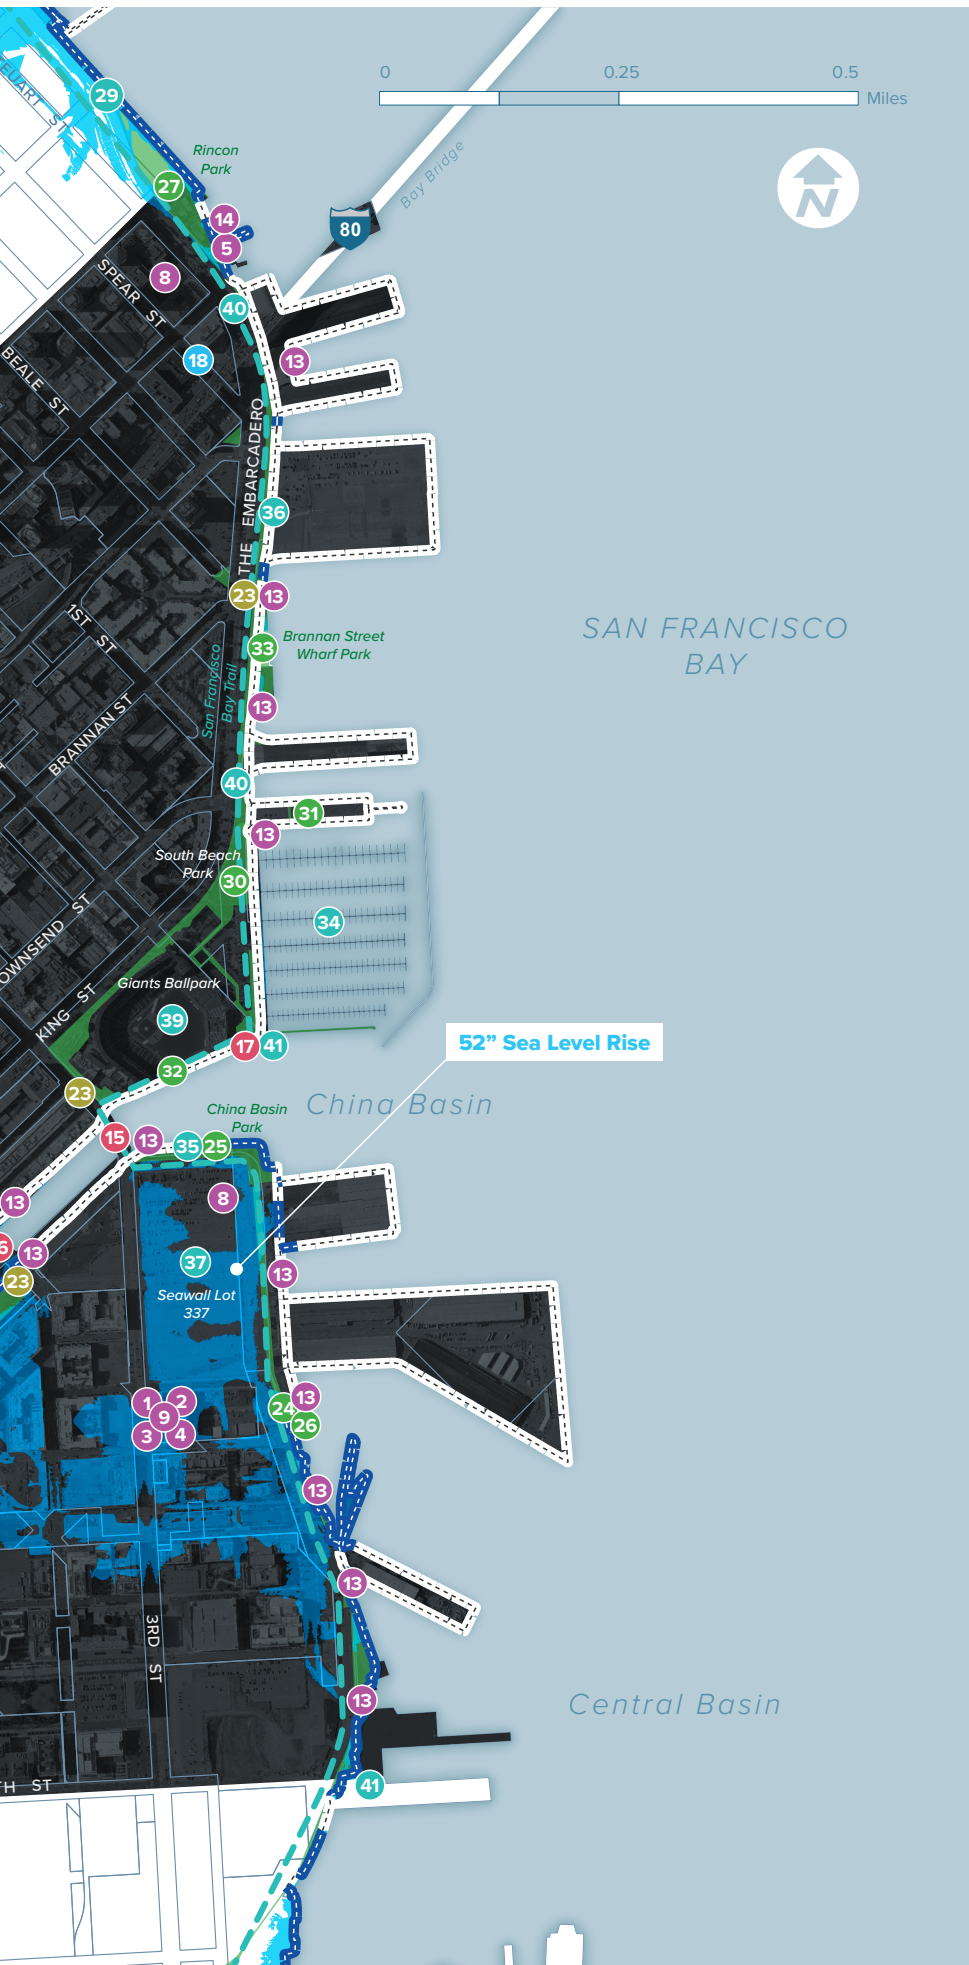 0 0.25 0.5
Miles
EUART ST
29
Rincon
Park
27
14
5
Bay Bridge
80
N
8
SPEAR ST
40
18
13
BEALE ST
THE EMBARCADERO
36
23
13
SAN FRANCISCO
BAY
1ST ST
33
Brannan Street
Wharf Park
San Francisco
Bay Trail
13
BRANNAN ST
40
31
13
South Beach
Park
30
34
OWNSEND ST
Giants Ballpark
KING ST
39
17
41
52” Sea Level Rise
32
23
China Basin
Park
China Basin
15
13
35
25
8
13
6
13
23
37
13
Seawall Lot
337
1
2
9
3
4
24
13
26
13
13
3RD ST
13
Central Basin
TH ST
41